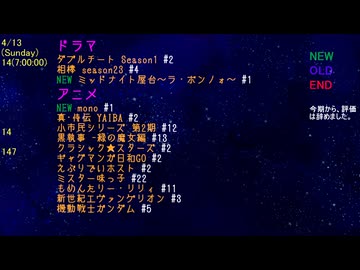 4/13
(Sunday)
14(7:00:00)
14
147
ドラマ
ダブルチート Season1 #2
相棒 season23 #4
NEW ミッドナイト屋台~ラ・ボンノォ~ #1
アニメ
NEW mono #1
真・侍伝 YAIBA #2
小市民シリーズ 第2期 #12
黒執事 -緑の魔女編- #13
クラシック★スターズ #2
ギャグマンガ日和GO #2
えぶりでいホスト #2
ミスター味っ子 #22
もめんたりー・リリィ #11
新世紀エヴァンゲリオン #3
機動戦士ガンダム #5
NEW
OLD
END
今期から、評価
は辞めました。